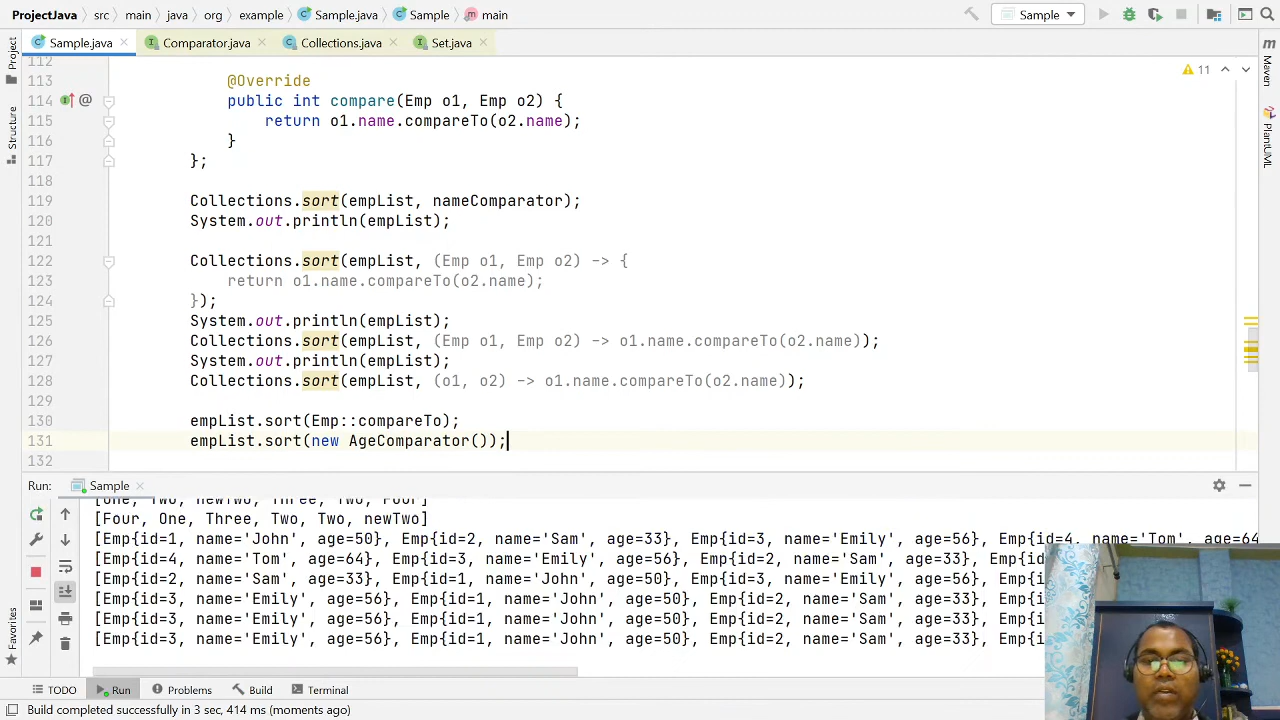 ProjectJava > src > main > java > org > example > Sample.java > Sample > main
Sample
Sample.java
Comparator.java
Collections.java
Set.java
Project
Structure
Favorites
Maven
PlantUML
11
112
113 @Override
114 public int compare(Emp o1, Emp o2) {
115 return o1.name.compareTo(o2.name);
116 }
117 };
118
119 Collections.sort(empList, nameComparator);
120 System.out.println(empList);
121
122 Collections.sort(empList, (Emp o1, Emp o2) -> {
123 return o1.name.compareTo(o2.name);
124 });
125 System.out.println(empList);
126 Collections.sort(empList, (Emp o1, Emp o2) -> o1.name.compareTo(o2.name));
127 System.out.println(empList);
128 Collections.sort(empList, (o1, o2) -> o1.name.compareTo(o2.name));
129
130 empList.sort(Emp::compareTo);
131 empList.sort(new AgeComparator());
132
Run: Sample
[One, Two, newTwo, Three, Two, Four]
[Four, One, Three, Two, Two, newTwo]
[Emp{id=1, name='John', age=50}, Emp{id=2, name='Sam', age=33}, Emp{id=3, name='Emily', age=56}, Emp{id=4, name='Tom', age=64
[Emp{id=4, name='Tom', age=64}, Emp{id=3, name='Emily', age=56}, Emp{id=2, name='Sam', age=33}, Em
[Emp{id=2, name='Sam', age=33}, Emp{id=1, name='John', age=50}, Emp{id=3, name='Emily', age=56}, Em
[Emp{id=3, name='Emily', age=56}, Emp{id=1, name='John', age=50}, Emp{id=2, name='Sam', age=33}, Em
[Emp{id=3, name='Emily', age=56}, Emp{id=1, name='John', age=50}, Emp{id=2, name='Sam', age=33}, Em
[Emp{id=3, name='Emily', age=56}, Emp{id=1, name='John', age=50}, Emp{id=2, name='Sam', age=33}, Em
TODO Run Problems Build Terminal
Build completed successfully in 3 sec, 414 ms (moments ago)